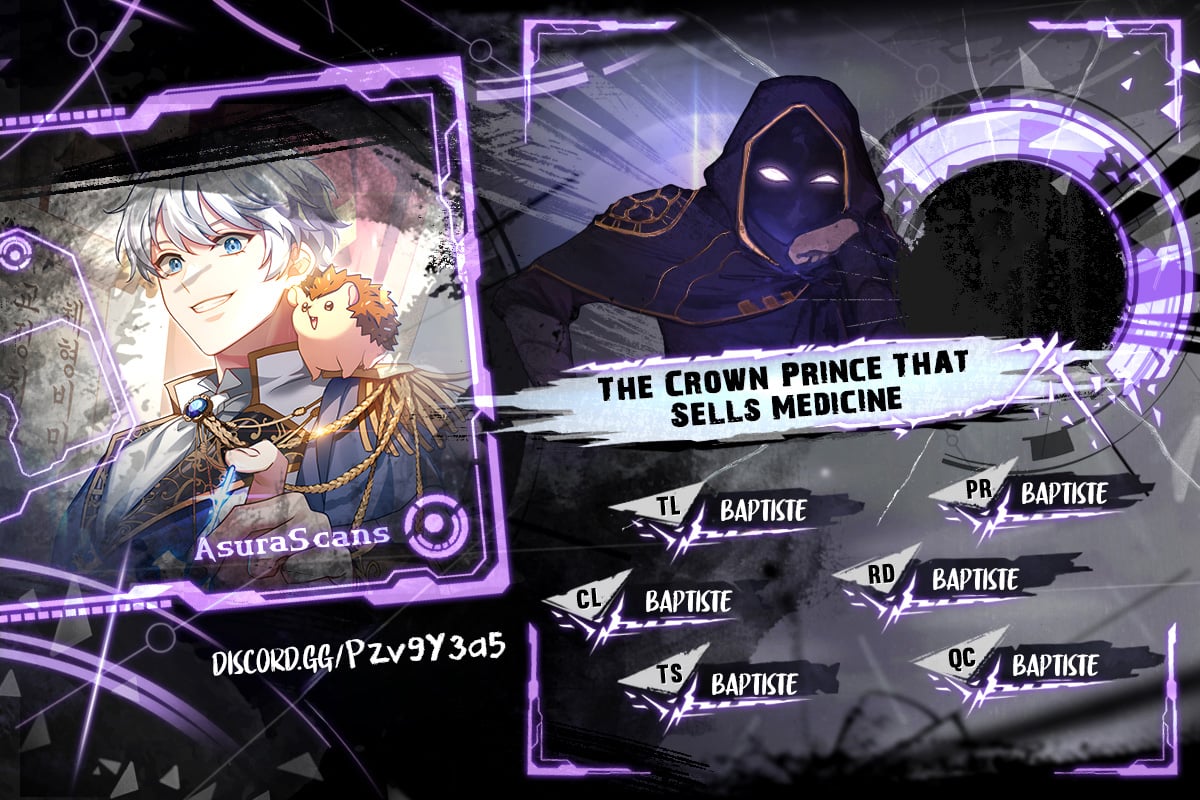 The Crown Prince That
Sells Medicine
TL BAPTISTE
PR BAPTISTE
CL BAPTISTE
RD BAPTISTE
TS BAPTISTE
QC BAPTISTE
AsuraScans
DISCORD.GG/Pzv9Y3a5